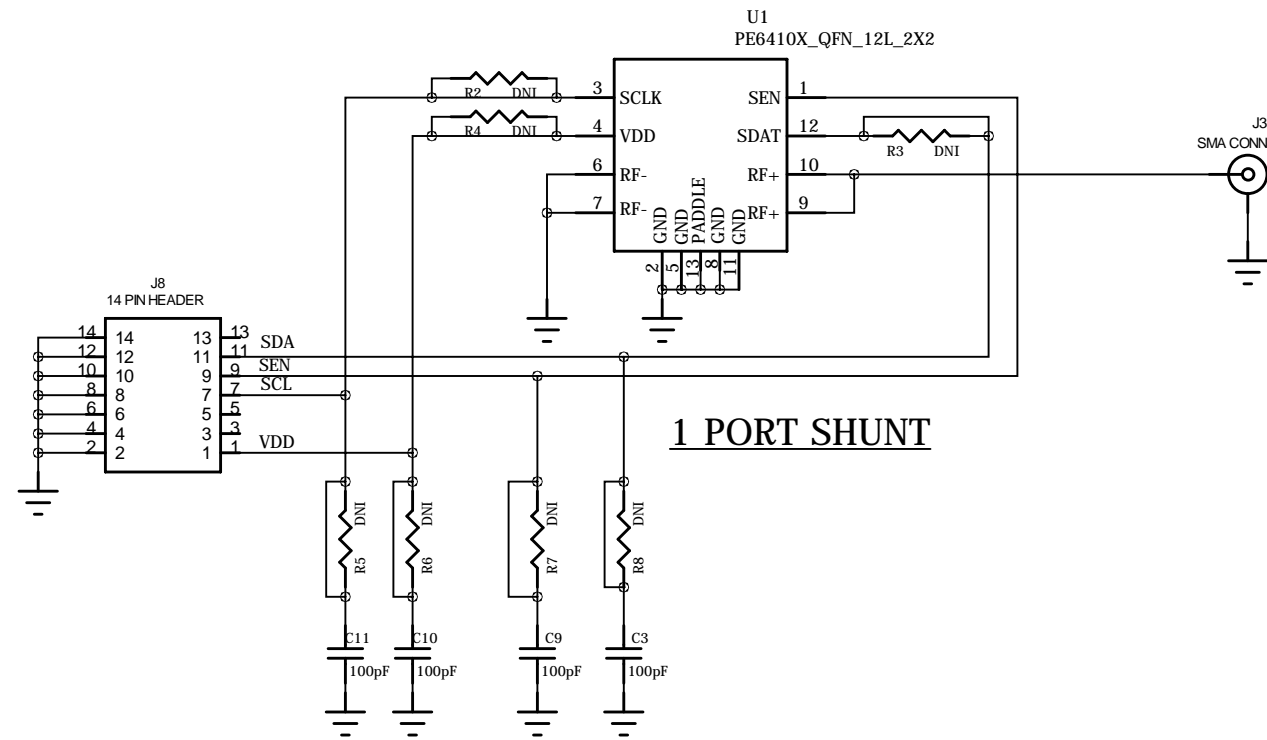 U1
PE6410X_QFN_12L_2X2
R2 DNI
R4 DNI
3 SCLK
4 VDD
6 RF-
7 RF-
SEN 1
SDAT 12
RF+ 10
RF+ 9
GND
GND
PADDLE
GND
GND
2
5
13
8
11
R3 DNI
J3
SMA CONN
J8
14 PIN HEADER
14 14 13 13
12 12 11 11 SDA
10 10 9 9 SEN
8 8 7 7 SCL
6 6 5 5
4 4 3 3
2 2 1 1 VDD
1 PORT SHUNT
DNI
R5
DNI
R6
DNI
R7
DNI
R8
C11
100pF
C10
100pF
C9
100pF
C3
100pF